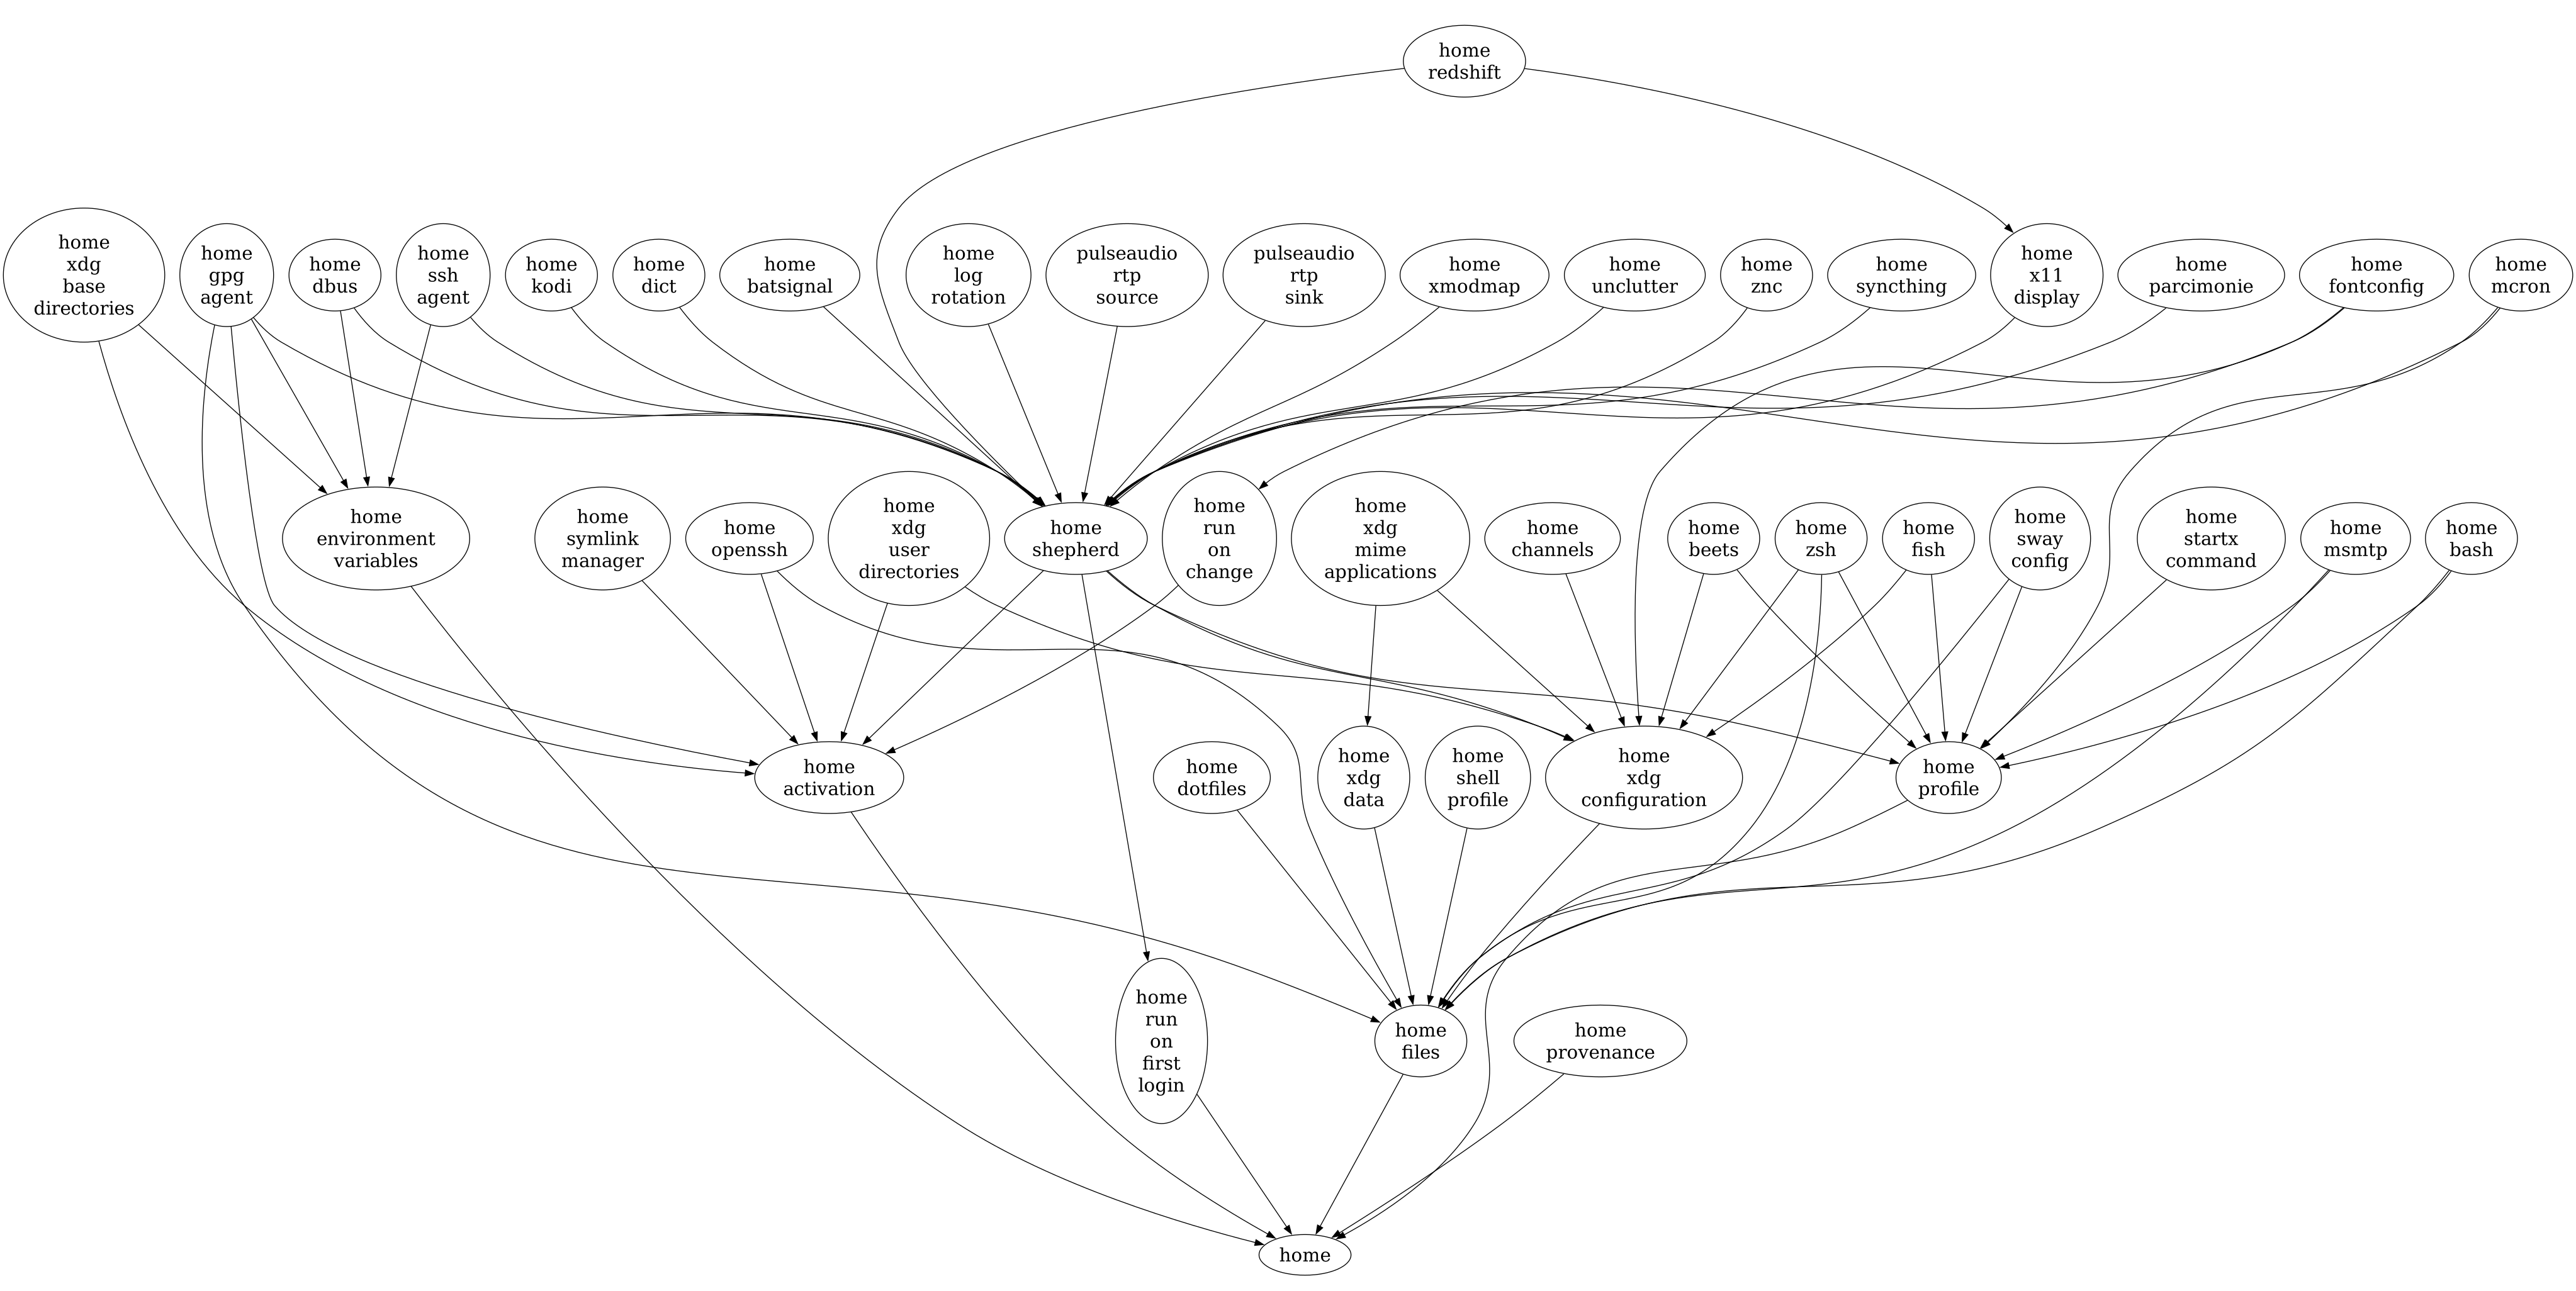 home
redshift
home
xdg
base
directories
home
gpg
agent
home
dbus
home
ssh
agent
home
kodi
home
dict
home
batsignal
home
log
rotation
pulseaudio
rtp
source
pulseaudio
rtp
sink
home
xmodmap
home
unclutter
home
znc
home
syncthing
home
x11
display
home
parcimonie
home
fontconfig
home
mcron
home
environment
variables
home
symlink
manager
home
openssh
home
xdg
user
directories
home
shepherd
home
run
on
change
home
xdg
mime
applications
home
channels
home
beets
home
zsh
home
fish
home
sway
config
home
startx
command
home
msmtp
home
bash
home
activation
home
dotfiles
home
xdg
data
home
shell
profile
home
xdg
configuration
home
profile
home
run
on
first
login
home
files
home
provenance
home